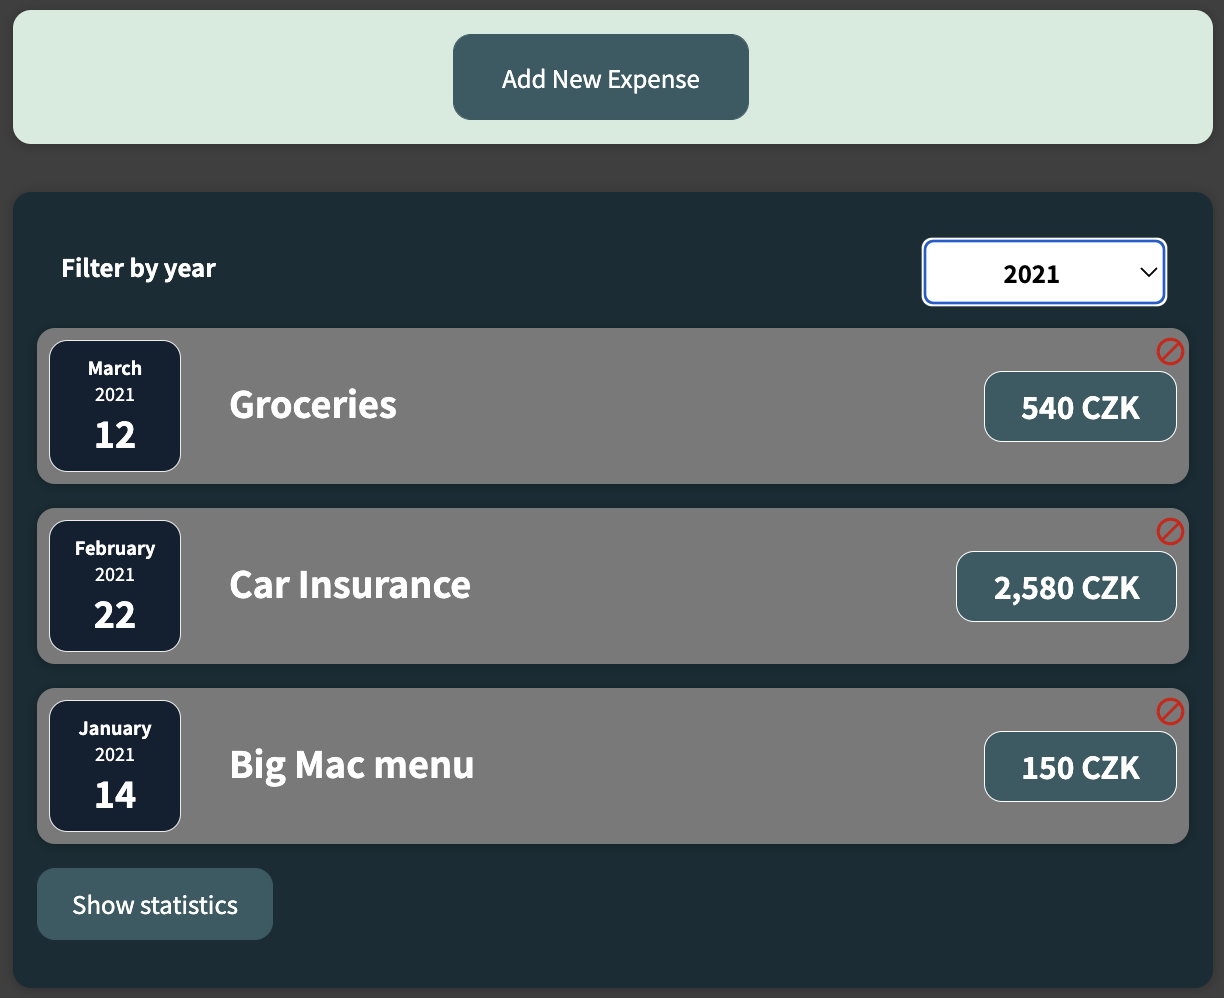 Add New Expense
Filter by year
2021
March
2021
12
Groceries
540 CZK
February
2021
22
Car Insurance
2,580 CZK
January
2021
14
Big Mac menu
150 CZK
Show statistics